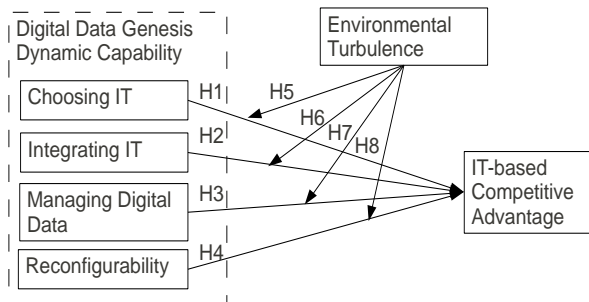 Digital Data Genesis
Dynamic Capability
Environmental
Turbulence
Choosing IT
H1
H5
H6
H7
H8
Integrating IT
H2
IT-based
Competitive
Advantage
Managing Digital
Data
H3
Reconfigurability
H4